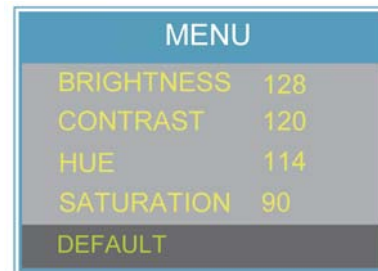 MENU
BRIGHTNESS 128
CONTRAST 120
HUE 114
SATURATION 90
DEFAULT